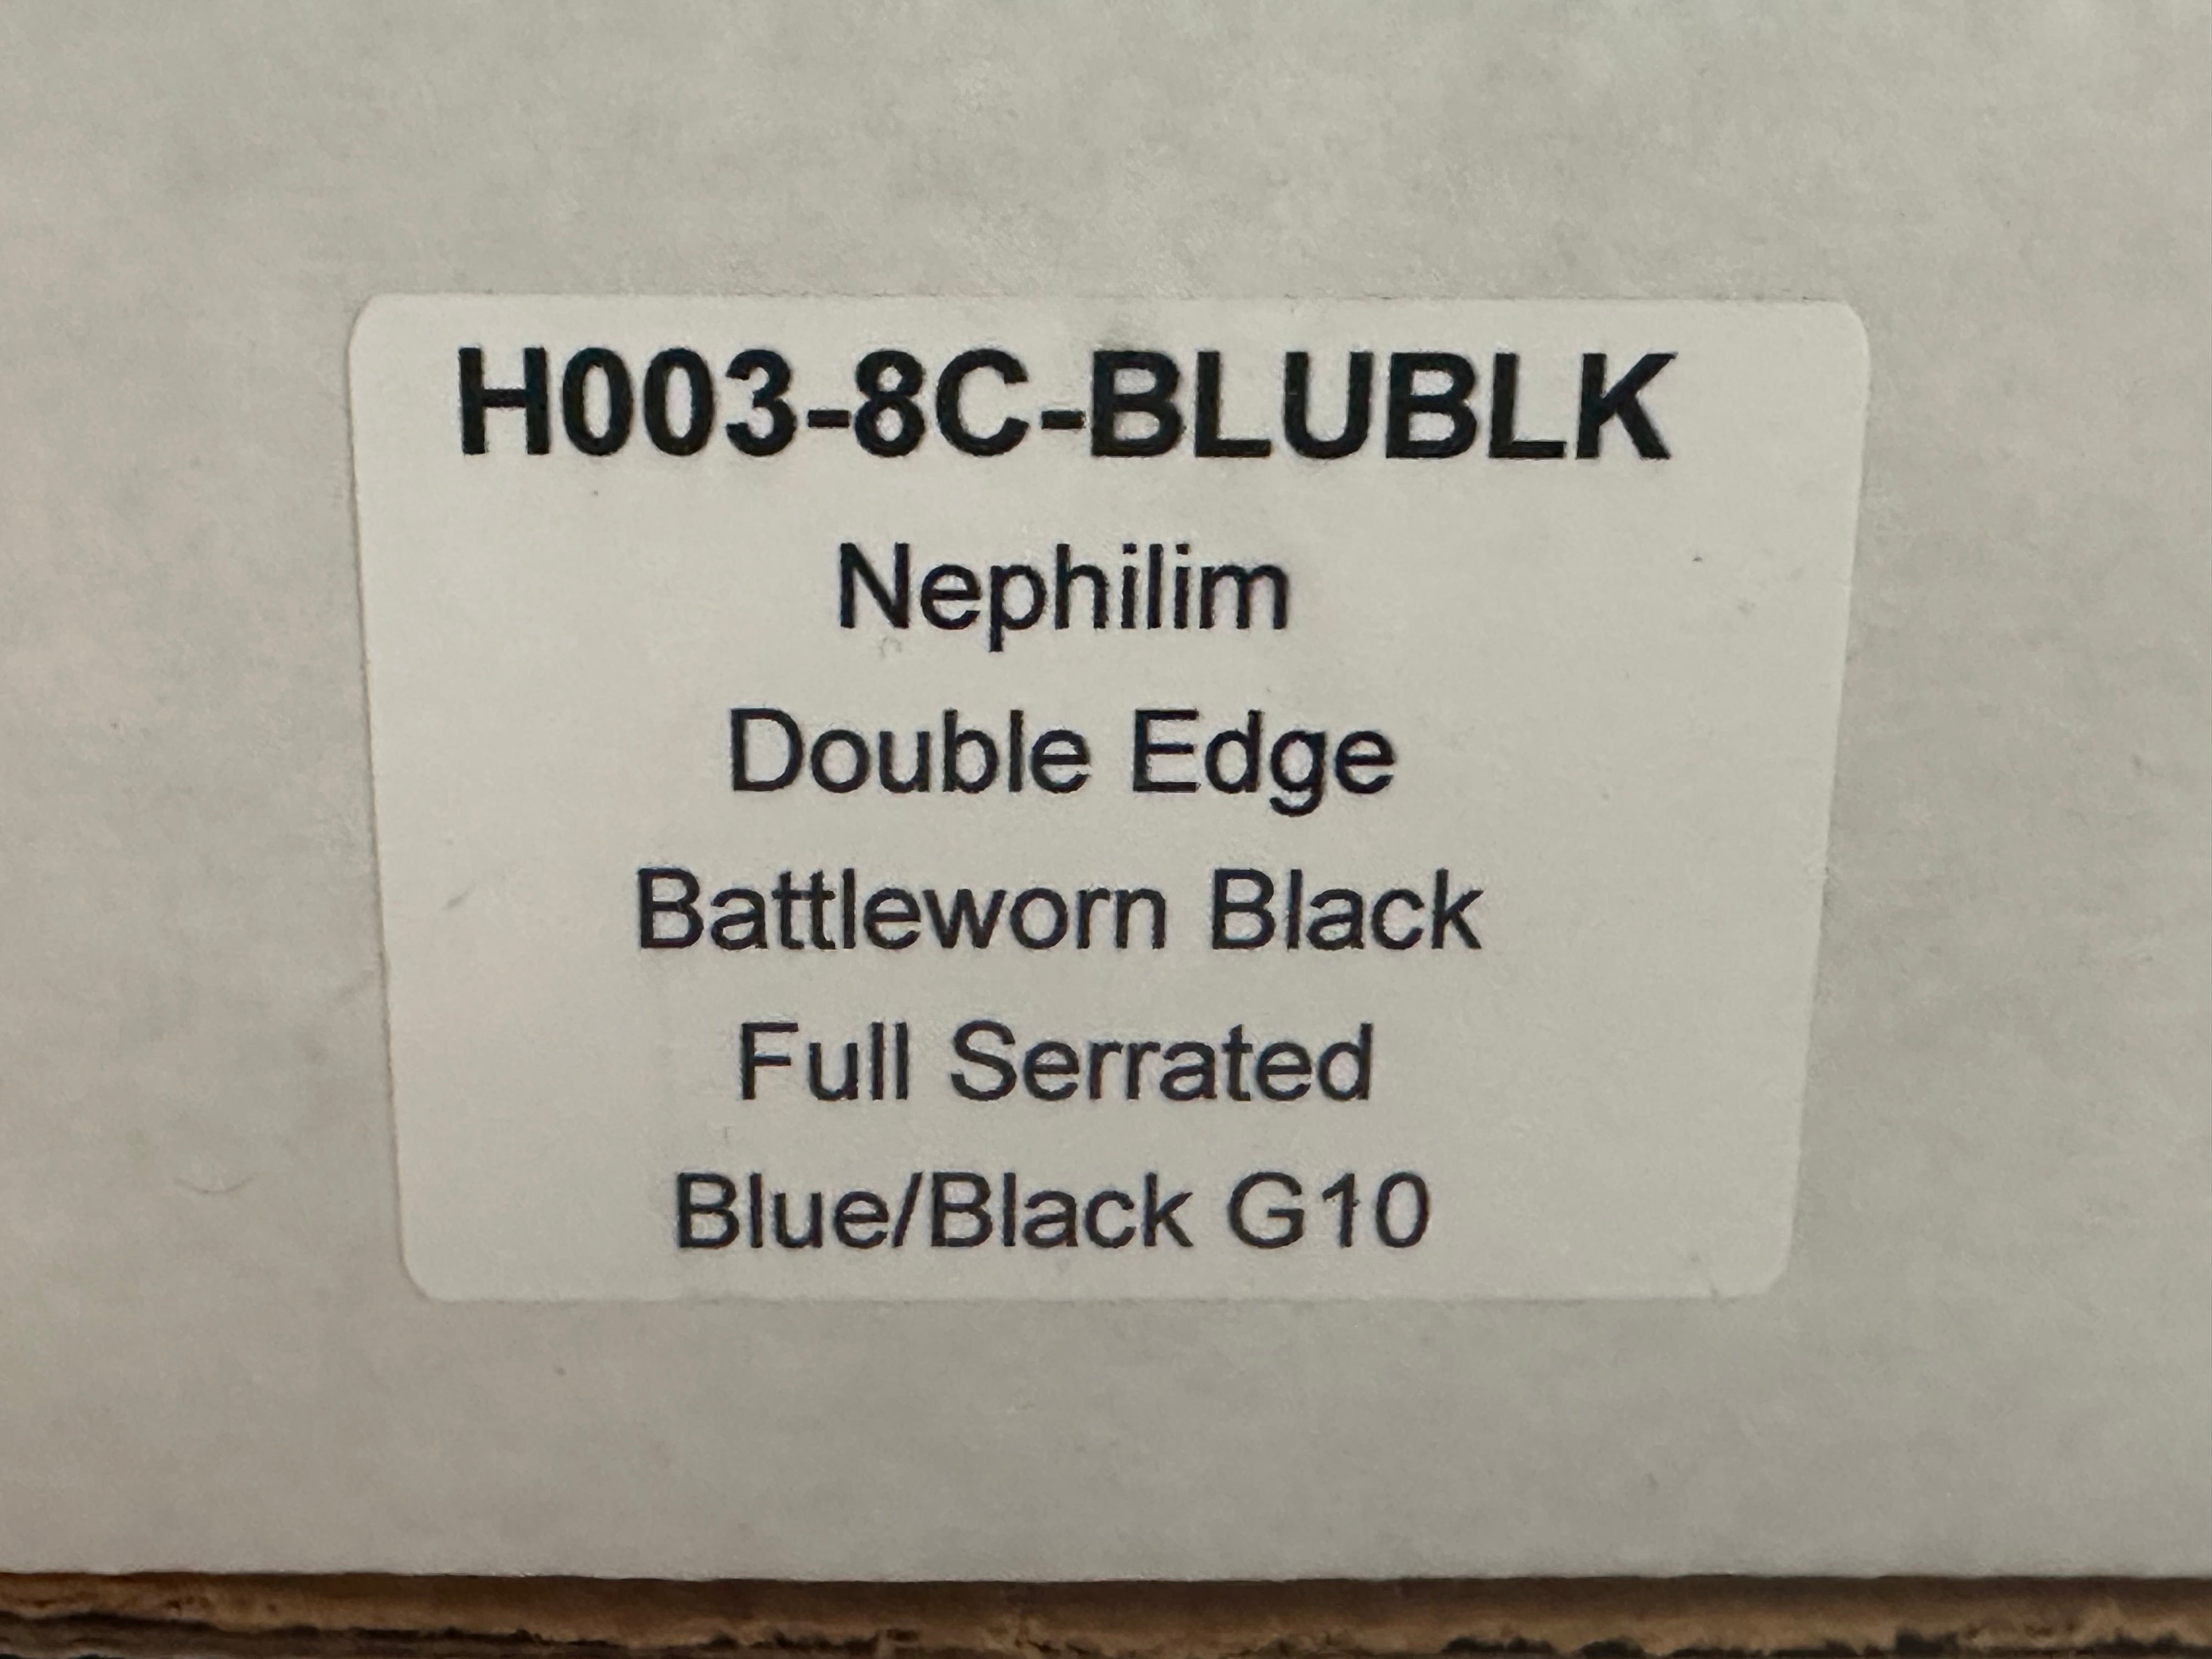 H003-8C-BLUBLK
Nephilim
Double Edge
Battleworn Black
Full Serrated
Blue/Black G10